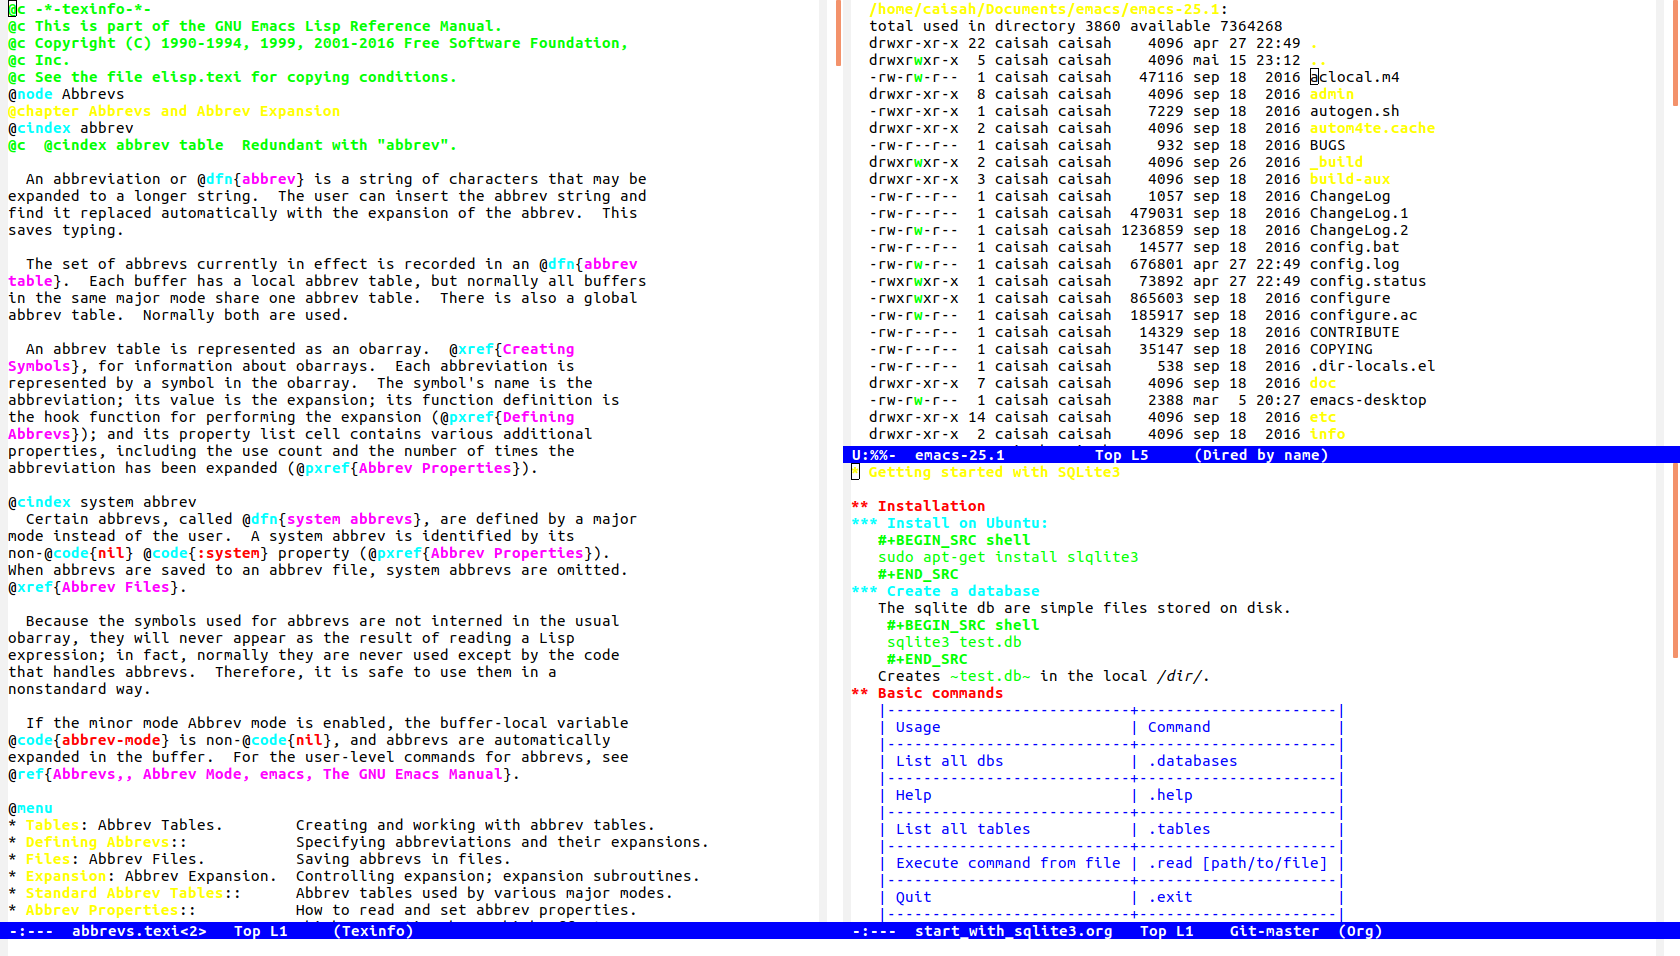 @c -*-texinfo-*-
@c This is part of the GNU Emacs Lisp Reference Manual.
@c Copyright (C) 1990-1994, 1999, 2001-2016 Free Software Foundation,
@c Inc.
@c See the file elisp.texi for copying conditions.
@node Abbrevs
@chapter Abbrevs and Abbrev Expansion
@cindex abbrev
@c  @cindex abbrev table  Redundant with "abbrev".

  An abbreviation or @dfn{abbrev} is a string of characters that may be
expanded to a longer string.  The user can insert the abbrev string and
find it replaced automatically with the expansion of the abbrev.  This
saves typing.

  The set of abbrevs currently in effect is recorded in an @dfn{abbrev
table}.  Each buffer has a local abbrev table, but normally all buffers
in the same major mode share one abbrev table.  There is also a global
abbrev table.  Normally both are used.

  An abbrev table is represented as an obarray.  @xref{Creating
Symbols}, for information about obarrays.  Each abbreviation is
represented by a symbol in the obarray.  The symbol's name is the
abbreviation; its value is the expansion; its function definition is
the hook function for performing the expansion (@pxref{Defining
Abbrevs}); and its property list cell contains various additional
properties, including the use count and the number of times the
abbreviation has been expanded (@pxref{Abbrev Properties}).

@cindex system abbrev
  Certain abbrevs, called @dfn{system abbrevs}, are defined by a major
mode instead of the user.  A system abbrev is identified by its
non-@code{nil} @code{:system} property (@pxref{Abbrev Properties}).
When abbrevs are saved to an abbrev file, system abbrevs are omitted.
@xref{Abbrev Files}.

  Because the symbols used for abbrevs are not interned in the usual
obarray, they will never appear as the result of reading a Lisp
expression; in fact, normally they are never used except by the code
that handles abbrevs.  Therefore, it is safe to use them in a
nonstandard way.

  If the minor mode Abbrev mode is enabled, the buffer-local variable
@code{abbrev-mode} is non-@code{nil}, and abbrevs are automatically
expanded in the buffer.  For the user-level commands for abbrevs, see
@ref{Abbrevs,, Abbrev Mode, emacs, The GNU Emacs Manual}.

@menu
* Tables: Abbrev Tables.        Creating and working with abbrev tables.
* Defining Abbrevs::            Specifying abbreviations and their expansions.
* Files: Abbrev Files.          Saving abbrevs in files.
* Expansion: Abbrev Expansion.  Controlling expansion; expansion subroutines.
* Standard Abbrev Tables::      Abbrev tables used by various major modes.
* Abbrev Properties::           How to read and set abbrev properties.
-:---  abbrevs.texi<2>   Top L1     (Texinfo)
/home/caisah/Documents/emacs/emacs-25.1:
total used in directory 3860 available 7364268
drwxr-xr-x 22 caisah caisah    4096 apr 27 22:49 .
drwxrwxr-x  5 caisah caisah    4096 mai 15 23:12 ..
-rw-rw-r--  1 caisah caisah   47116 sep 18  2016 aclocal.m4
drwxr-xr-x  8 caisah caisah    4096 sep 18  2016 admin
-rwxr-xr-x  1 caisah caisah    7229 sep 18  2016 autogen.sh
drwxr-xr-x  2 caisah caisah    4096 sep 18  2016 autom4te.cache
-rw-r--r--  1 caisah caisah     932 sep 18  2016 BUGS
drwxrwxr-x  2 caisah caisah    4096 sep 26  2016 _build
drwxr-xr-x  3 caisah caisah    4096 sep 18  2016 build-aux
-rw-r--r--  1 caisah caisah    1057 sep 18  2016 ChangeLog
-rw-r--r--  1 caisah caisah  479031 sep 18  2016 ChangeLog.1
-rw-rw-r--  1 caisah caisah 1236859 sep 18  2016 ChangeLog.2
-rw-r--r--  1 caisah caisah   14577 sep 18  2016 config.bat
-rw-rw-r--  1 caisah caisah  676801 apr 27 22:49 config.log
-rwxrwxr-x  1 caisah caisah   73892 apr 27 22:49 config.status
-rwxrwxr-x  1 caisah caisah  865603 sep 18  2016 configure
-rw-rw-r--  1 caisah caisah  185917 sep 18  2016 configure.ac
-rw-r--r--  1 caisah caisah   14329 sep 18  2016 CONTRIBUTE
-rw-r--r--  1 caisah caisah   35147 sep 18  2016 COPYING
-rw-r--r--  1 caisah caisah     538 sep 18  2016 .dir-locals.el
drwxr-xr-x  7 caisah caisah    4096 sep 18  2016 doc
-rw-rw-r--  1 caisah caisah    2388 mar  5 20:27 emacs-desktop
drwxr-xr-x 14 caisah caisah    4096 sep 18  2016 etc
drwxr-xr-x  2 caisah caisah    4096 sep 18  2016 info
U:%%-  emacs-25.1          Top L5     (Dired by name)
* Getting started with SQLite3

** Installation
*** Install on Ubuntu:
   #+BEGIN_SRC shell
   sudo apt-get install slqlite3
   #+END_SRC
*** Create a database
   The sqlite db are simple files stored on disk.
    #+BEGIN_SRC shell
    sqlite3 test.db
    #+END_SRC
   Creates ~test.db~ in the local /dir/.
** Basic commands
   |---------------------------+----------------------|
   | Usage                     | Command              |
   |---------------------------+----------------------|
   | List all dbs              | .databases           |
   |---------------------------+----------------------|
   | Help                      | .help                |
   |---------------------------+----------------------|
   | List all tables           | .tables              |
   |---------------------------+----------------------|
   | Execute command from file | .read [path/to/file] |
   |---------------------------+----------------------|
   | Quit                      | .exit                |
   |---------------------------+----------------------|
-:---  start_with_sqlite3.org   Top L1    Git-master  (Org)